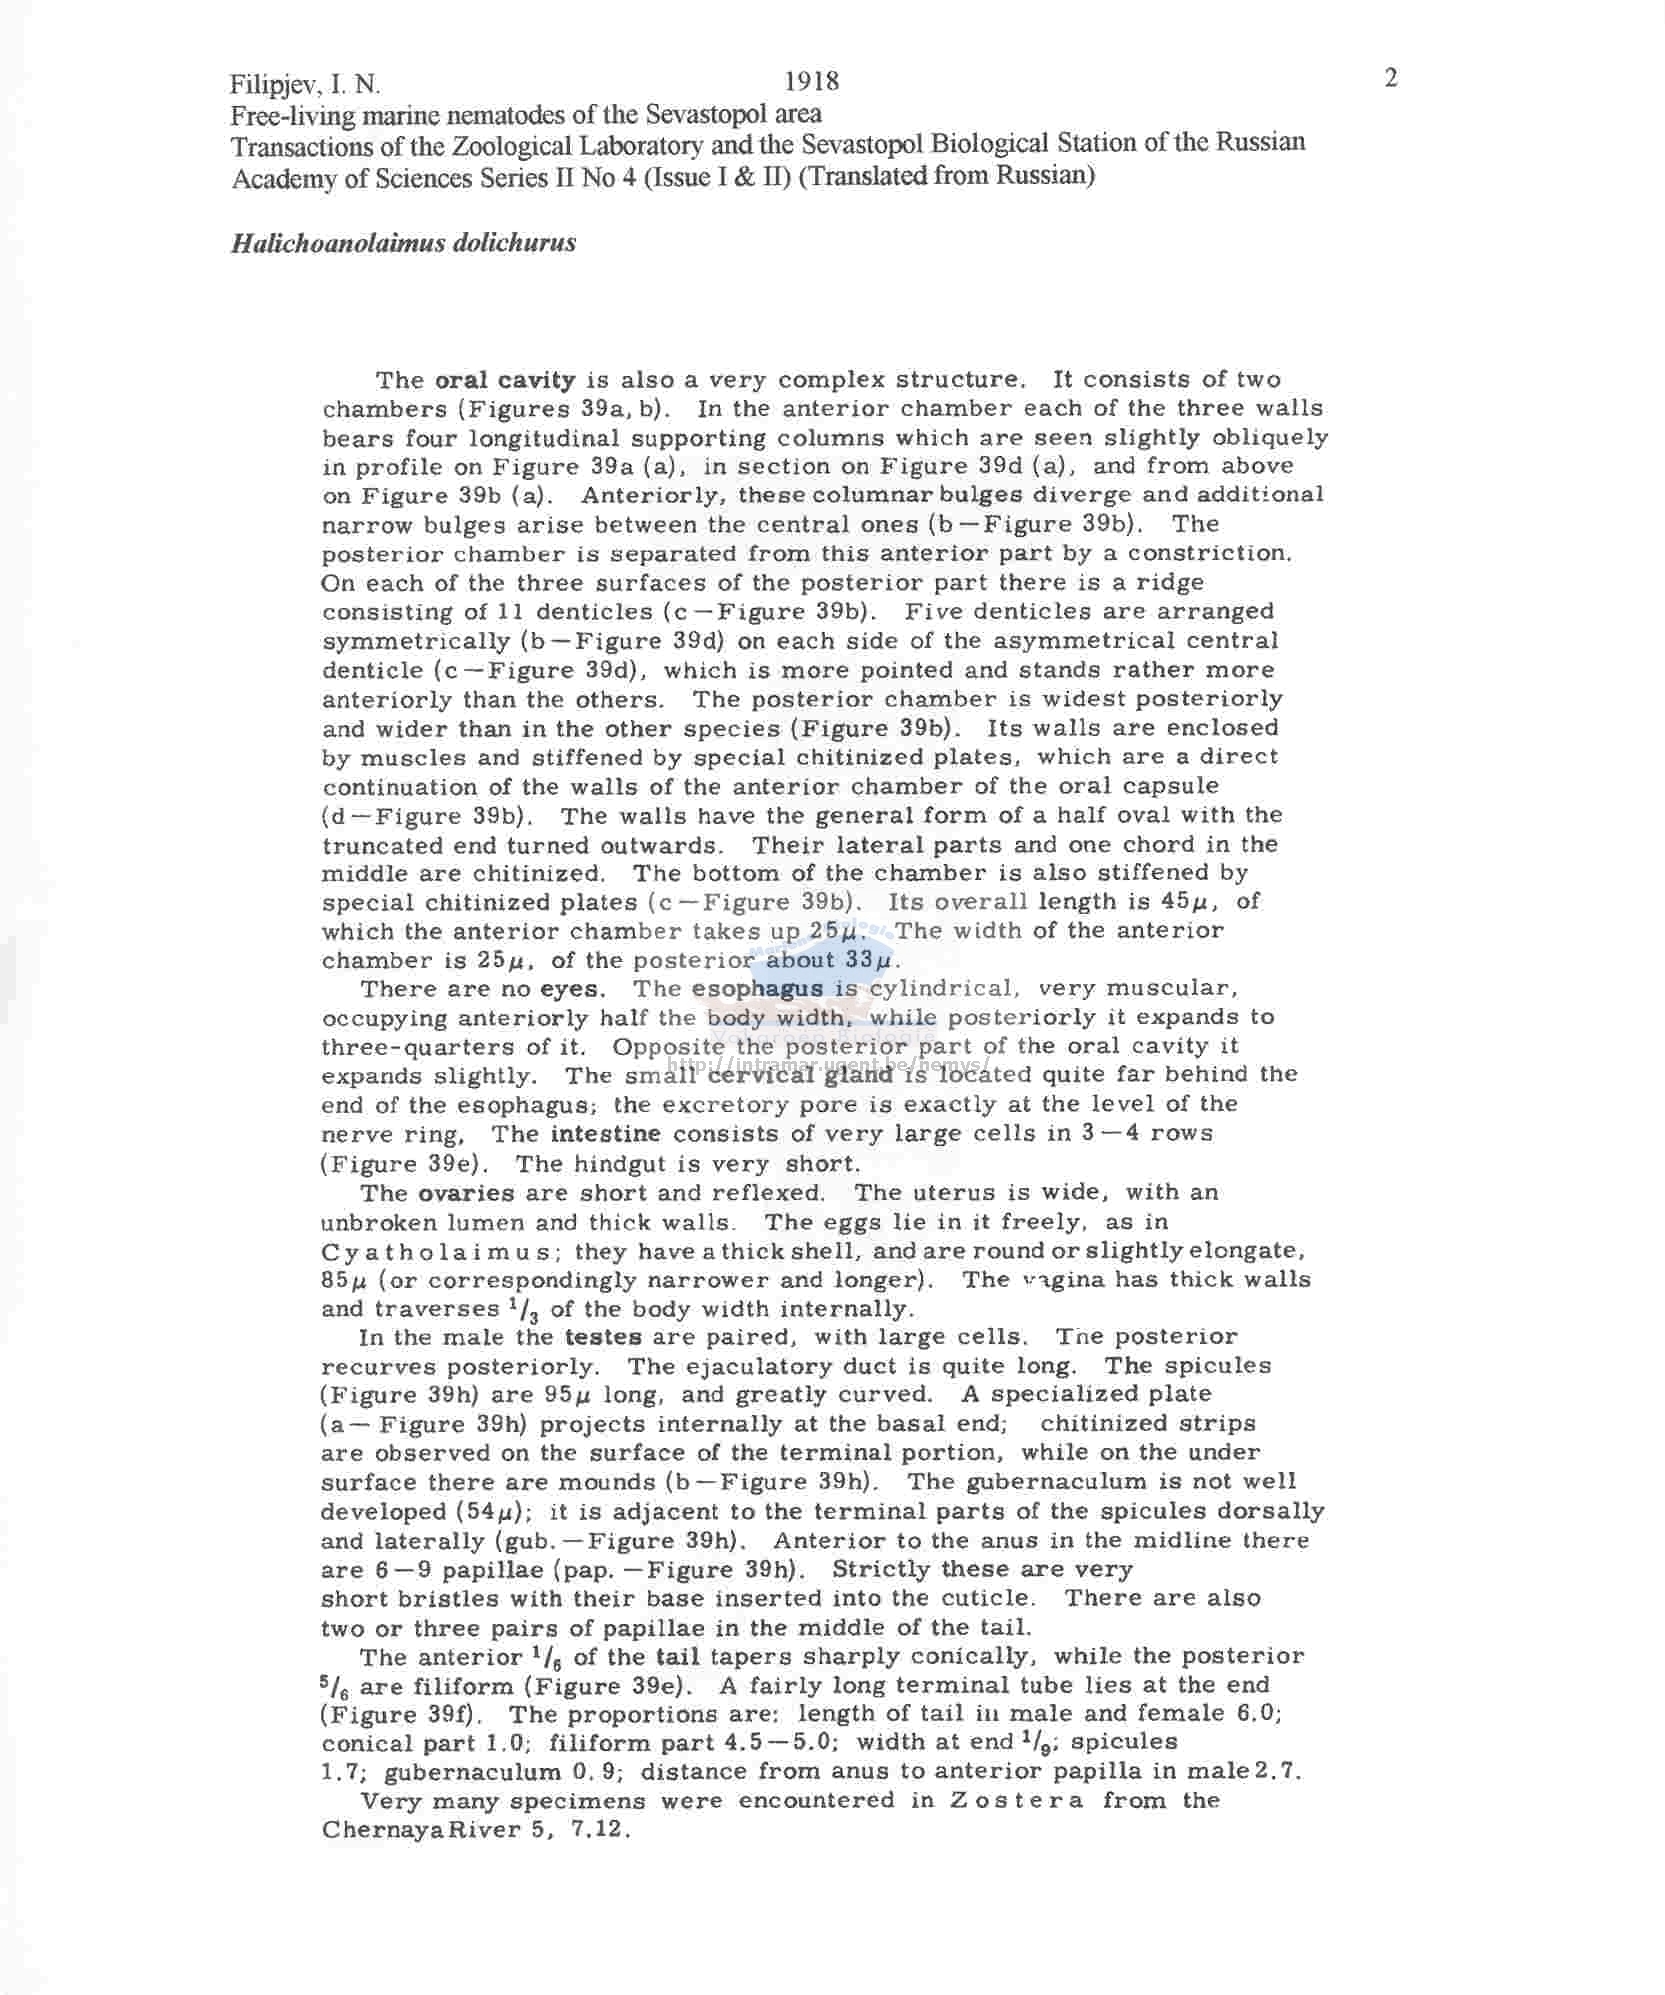 Filipjev, I. N. 1918 2
Free-living marine nematodes of the Sevastopol area
Transactions of the Zoological Laboratory and the Sevastopol Biological Station of the Russian
Academy of Sciences Series II No 4 (Issue I & II) (Translated from Russian)
Halichoanolaimus dolichurus
The oral cavity is also a very complex structure. It consists of two
chambers (Figures 39a, b). In the anterior chamber each of the three walls
bears four longitudinal supporting columns which are seen slightly obliquely
in profile on Figure 39a (a), in section on Figure 39d (a), and from above
on Figure 39b (a). Anteriorly, these columnar bulges diverge and additional
narrow bulges arise between the central ones (b — Figure 39b). The
posterior chamber is separated from this anterior part by a constriction.
On each of the three surfaces of the posterior part there is a ridge
consisting of 11 denticles (c — Figure 39b). Five denticles are arranged
symmetrically (b — Figure 39d) on each side of the asymmetrical central
denticle (c — Figure 39d), which is more pointed and stands rather more
anteriorly than the others. The posterior chamber is widest posteriorly
and wider than in the other species (Figure 39b). Its walls are enclosed
by muscles and stiffened by special chitinized plates, which are a direct
continuation of the walls of the anterior chamber of the oral capsule
(d — Figure 39b). The walls have the general form of a half oval with the
truncated end turned outwards. Their lateral parts and one chord in the
middle are chitinized. The bottom of the chamber is also stiffened by
special chitinized plates (c — Figure 39b). Its overall length is 45μ, of
which the anterior chamber takes up 25μ. The width of the anterior
chamber is 25μ, of the posterior about 33μ.
There are no eyes. The esophagus is cylindrical, very muscular,
occupying anteriorly half the body width, while posteriorly it expands to
three-quarters of it. Opposite the posterior part of the oral cavity it
expands slightly. The small cervical gland is located quite far behind the
end of the esophagus; the excretory pore is exactly at the level of the
nerve ring. The intestine consists of very large cells in 3 — 4 rows
(Figure 39e). The hindgut is very short.
The ovaries are short and reflexed. The uterus is wide, with an
unbroken lumen and thick walls. The eggs lie in it freely, as in
Cyatholaimus; they have a thick shell, and are round or slightly elongate,
85μ (or correspondingly narrower and longer). The vagina has thick walls
and traverses 1/3 of the body width internally.
In the male the testes are paired, with large cells. The posterior
recurves posteriorly. The ejaculatory duct is quite long. The spicules
(Figure 39h) are 95μ long, and greatly curved. A specialized plate
(a — Figure 39h) projects internally at the basal end; chitinized strips
are observed on the surface of the terminal portion, while on the under
surface there are mounds (b — Figure 39h). The gubernaculum is not well
developed (54μ); it is adjacent to the terminal parts of the spicules dorsally
and laterally (gub. — Figure 39h). Anterior to the anus in the midline there
are 6 — 9 papillae (pap. — Figure 39h). Strictly these are very
short bristles with their base inserted into the cuticle. There are also
two or three pairs of papillae in the middle of the tail.
The anterior 1/6 of the tail tapers sharply conically, while the posterior
5/6 are filiform (Figure 39e). A fairly long terminal tube lies at the end
(Figure 39f). The proportions are: length of tail in male and female 6.0;
conical part 1.0; filiform part 4.5 — 5.0; width at end 1/9; spicules
1.7; gubernaculum 0.9; distance from anus to anterior papilla in male 2.7.
Very many specimens were encountered in Zostera from the
Chernaya River 5, 7.12.
Vakgroep Biologie
http://intramar.ugent.be/nemys/